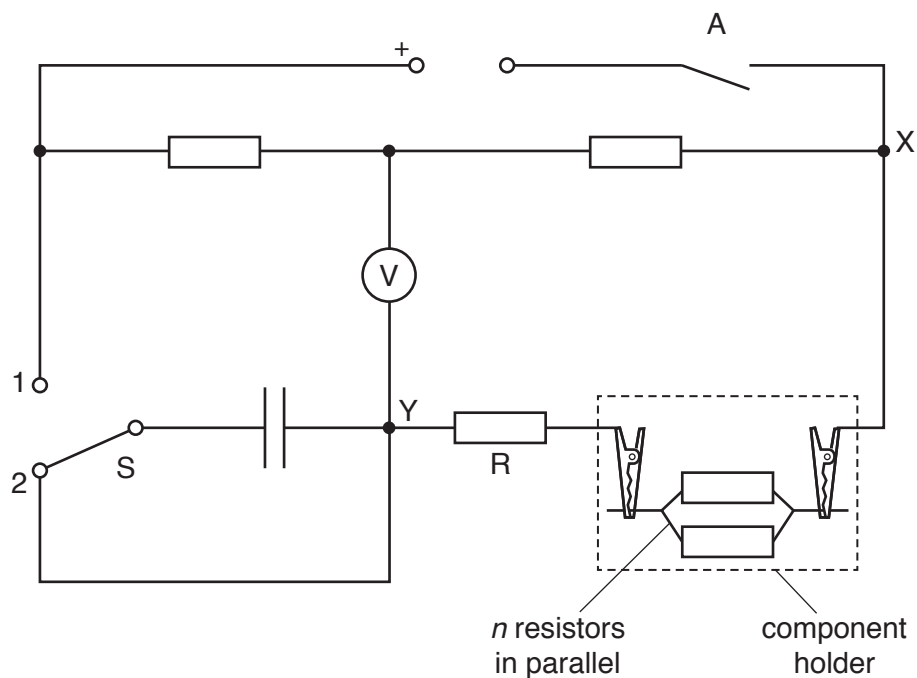 A
+
X
V
1
Y
S
R
2
n resistors
in parallel
component
holder